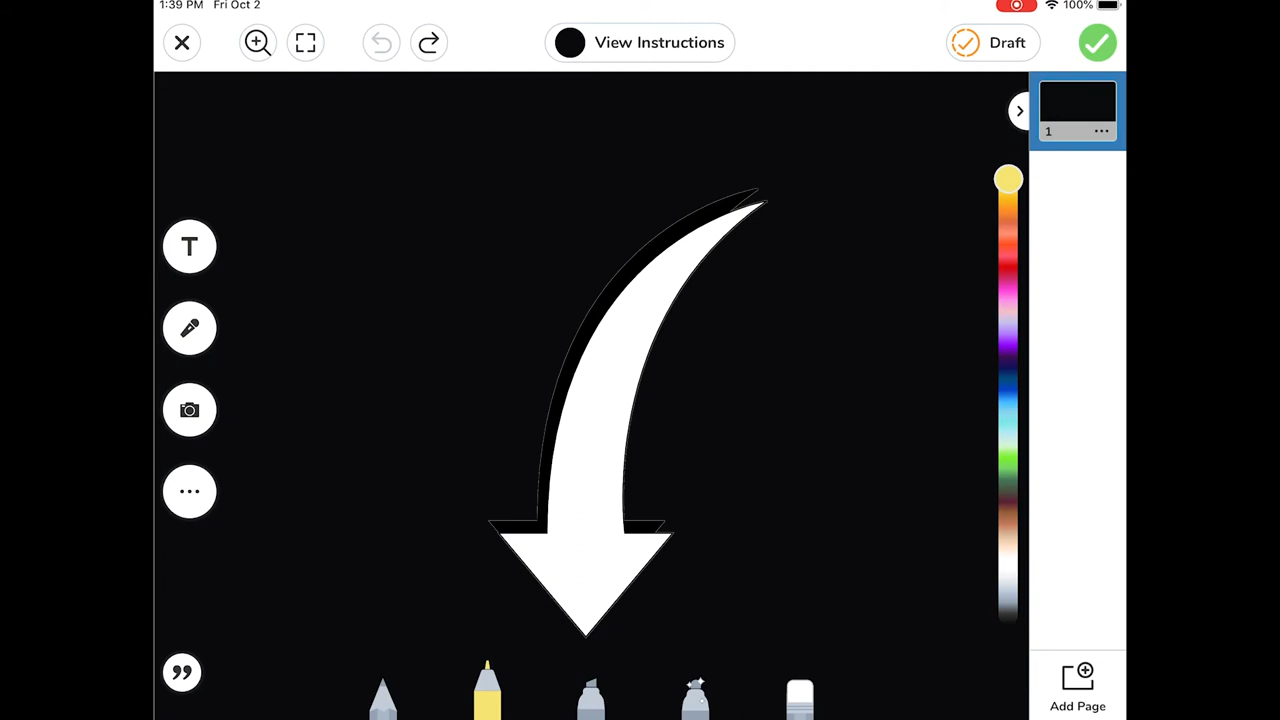 1:39 PM Fri Oct 2
100%
View Instructions
Draft
T
1
Add Page